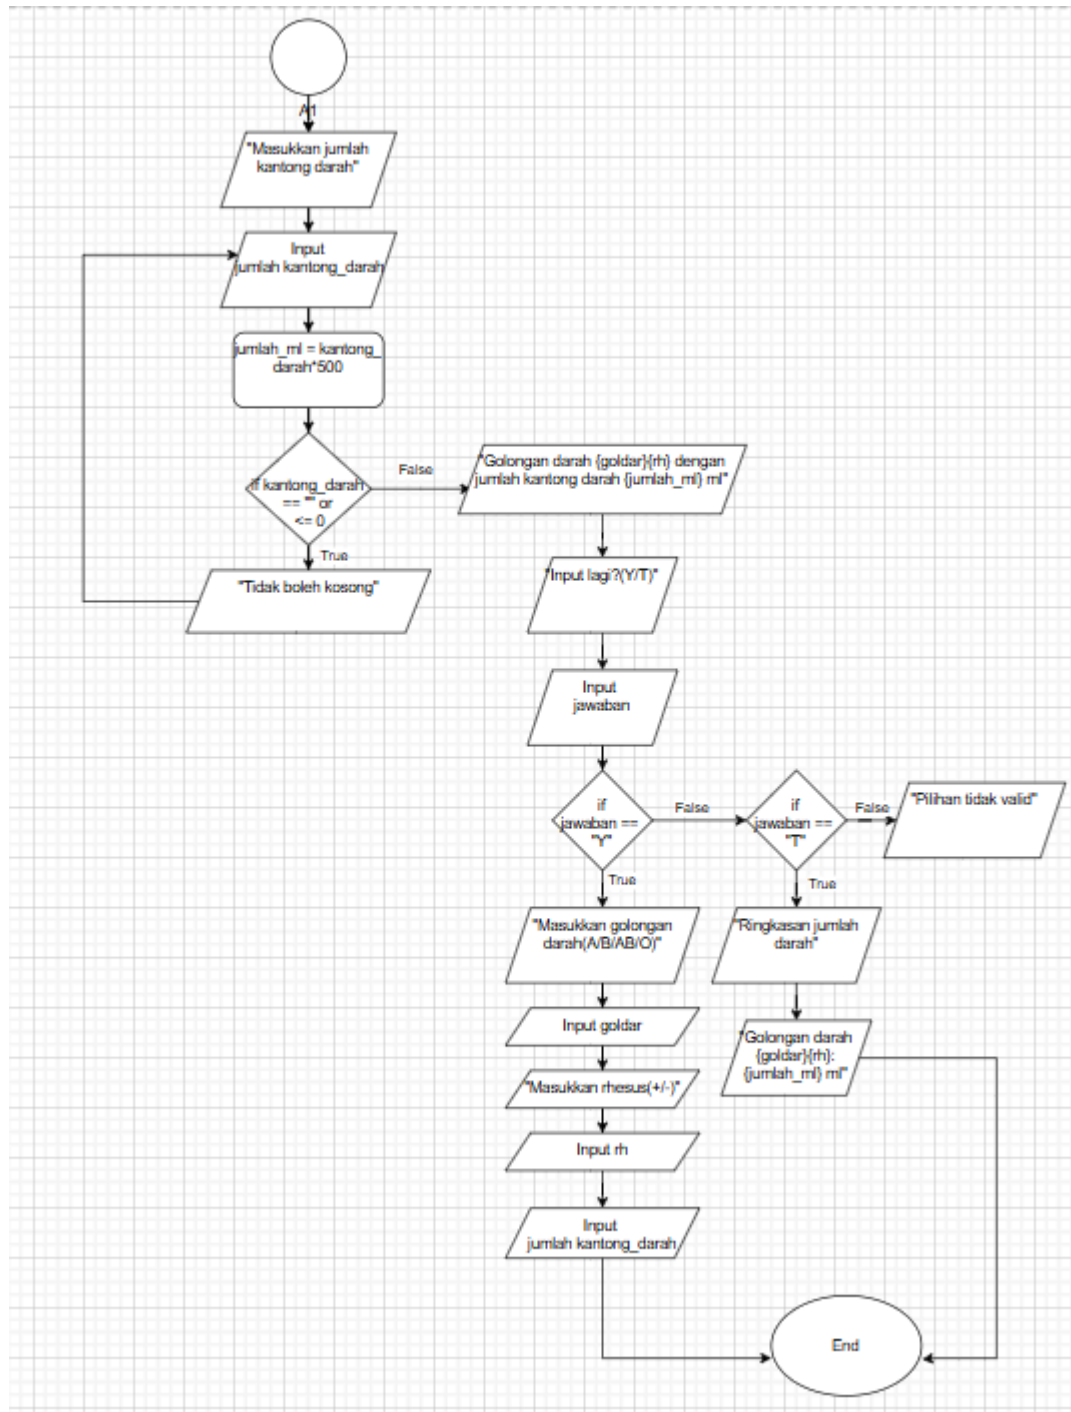 A1
"Masukkan jumlah
kantong darah"
Input
jumlah kantong_darah
jumlah_ml = kantong_
darah*500
if kantong_darah
== "" or
<= 0
False
True
"Tidak boleh kosong"
"Golongan darah {goldar}{rh} dengan
jumlah kantong darah {jumlah_ml} ml"
"Input lagi?(Y/T)"
Input
jawaban
if
jawaban ==
"Y"
False
if
jawaban ==
"T"
False
"Pilihan tidak valid"
True
True
"Masukkan golongan
darah(A/B/AB/O)"
"Ringkasan jumlah
darah"
Input goldar
"Golongan darah
{goldar}{rh}:
{jumlah_ml} ml"
"Masukkan rhesus(+/-)"
Input rh
Input
jumlah kantong_darah
End